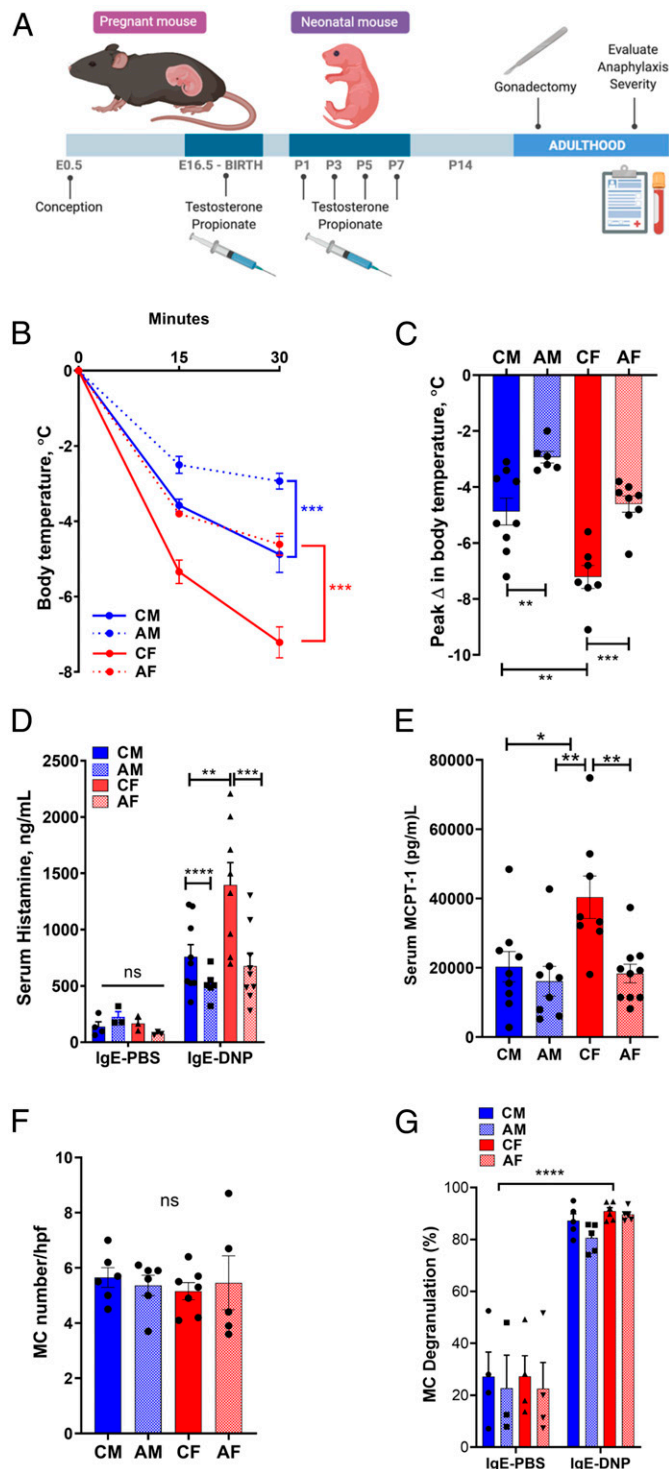 A
Pregnant mouse
Neonatal mouse
Gonadectomy
Evaluate
Anaphylaxis
Severity
ADULTHOOD
E0.5
E16.5 - BIRTH
P1
P3
P5
P7
P14
Conception
Testosterone
Propionate
Testosterone
Propionate
B
Minutes
0
15
30
0
-2
-4
-6
-8
Body temperature, °C
***
***
CM
AM
CF
AF
C
CM AM CF AF
0
-2
-4
-6
-8
-10
Peak Δ in body temperature, °C
**
***
**
D
CM
AM
CF
AF
2500
2000
1500
1000
500
0
Serum Histamine, ng/mL
** ***
****
ns
IgE-PBS IgE-DNP
E
*
** **
80000
60000
40000
20000
0
Serum MCPT-1 (pg/m)L
CM AM CF AF
F
10
8
6
4
2
0
MC number/hpf
ns
CM AM CF AF
G
CM
AM
CF
AF
****
100
80
60
40
20
0
MC Degranulation (%)
IgE-PBS IgE-DNP